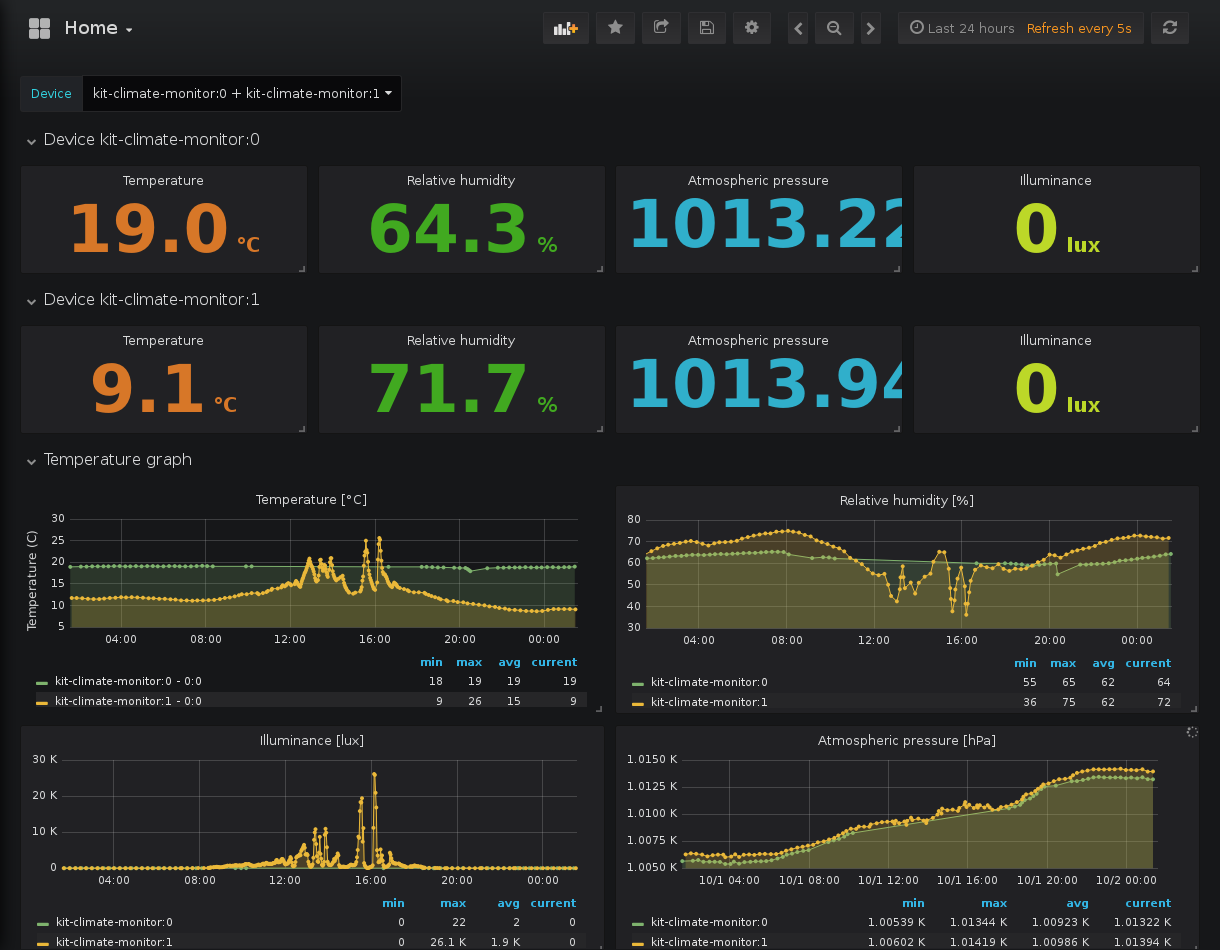 Home
Last 24 hours Refresh every 5s
Device kit-climate-monitor:0 + kit-climate-monitor:1
Device kit-climate-monitor:0
Temperature Relative humidity Atmospheric pressure Illuminance
19.0 °C 64.3 % 1013.22 0 lux
Device kit-climate-monitor:1
Temperature Relative humidity Atmospheric pressure Illuminance
9.1 °C 71.7 % 1013.94 0 lux
Temperature graph
Temperature [°C]
Temperature (C)
30
25
20
15
10
5
04:00 08:00 12:00 16:00 20:00 00:00
min max avg current
kit-climate-monitor:0 - 0:0 18 19 19 19
kit-climate-monitor:1 - 0:0 9 26 15 9
Relative humidity [%]
80
70
60
50
40
30
04:00 08:00 12:00 16:00 20:00 00:00
min max avg current
kit-climate-monitor:0 55 65 62 64
kit-climate-monitor:1 36 75 62 72
Illuminance [lux]
30 K
20 K
10 K
0
04:00 08:00 12:00 16:00 20:00 00:00
min max avg current
kit-climate-monitor:0 0 22 2 0
kit-climate-monitor:1 0 26.1 K 1.9 K 0
Atmospheric pressure [hPa]
1.0150 K
1.0125 K
1.0100 K
1.0075 K
1.0050 K
10/1 04:00 10/1 08:00 10/1 12:00 10/1 16:00 10/1 20:00 10/2 00:00
min max avg current
kit-climate-monitor:0 1.00539 K 1.01344 K 1.00923 K 1.01322 K
kit-climate-monitor:1 1.00602 K 1.01419 K 1.00986 K 1.01394 K